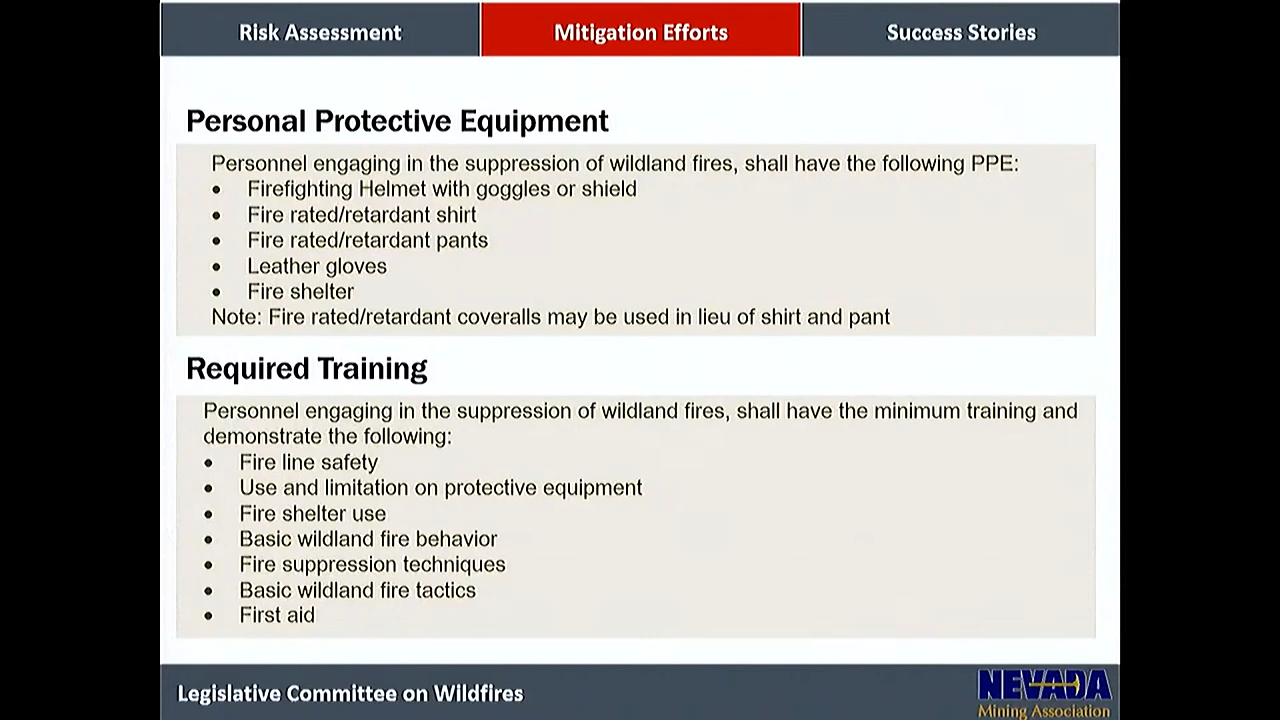 Risk Assessment
Mitigation Efforts
Success Stories
Personal Protective Equipment
Personnel engaging in the suppression of wildland fires, shall have the following PPE:
• Firefighting Helmet with goggles or shield
• Fire rated/retardant shirt
• Fire rated/retardant pants
• Leather gloves
• Fire shelter
Note: Fire rated/retardant coveralls may be used in lieu of shirt and pant
Required Training
Personnel engaging in the suppression of wildland fires, shall have the minimum training and
demonstrate the following:
• Fire line safety
• Use and limitation on protective equipment
• Fire shelter use
• Basic wildland fire behavior
• Fire suppression techniques
• Basic wildland fire tactics
• First aid
Legislative Committee on Wildfires
NEVADA
Mining Association